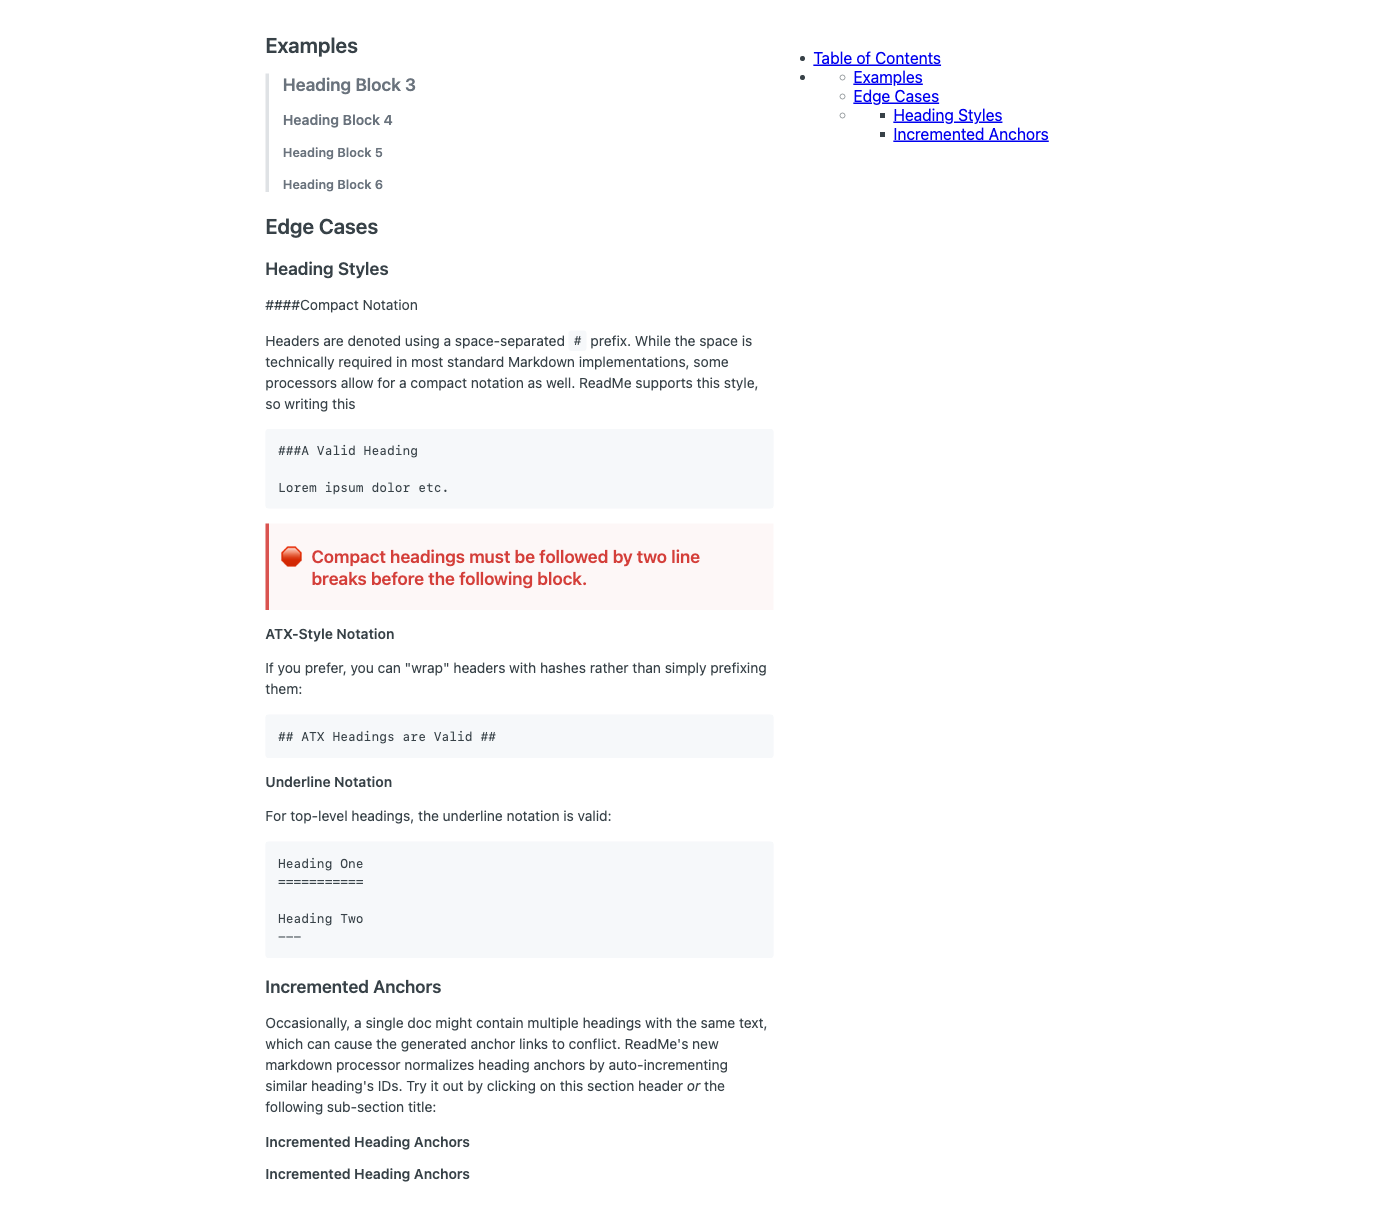 Examples
Heading Block 3
Heading Block 4
Heading Block 5
Heading Block 6
Edge Cases
Heading Styles
####Compact Notation
Headers are denoted using a space-separated # prefix. While the space is
technically required in most standard Markdown implementations, some
processors allow for a compact notation as well. ReadMe supports this style,
so writing this
###A Valid Heading
Lorem ipsum dolor etc.
Compact headings must be followed by two line
breaks before the following block.
ATX-Style Notation
If you prefer, you can "wrap" headers with hashes rather than simply prefixing
them:
## ATX Headings are Valid ##
Underline Notation
For top-level headings, the underline notation is valid:
Heading One
===========
Heading Two
---
Incremented Anchors
Occasionally, a single doc might contain multiple headings with the same text,
which can cause the generated anchor links to conflict. ReadMe's new
markdown processor normalizes heading anchors by auto-incrementing
similar heading's IDs. Try it out by clicking on this section header or the
following sub-section title:
Incremented Heading Anchors
Incremented Heading Anchors
Table of Contents
Examples
Edge Cases
Heading Styles
Incremented Anchors